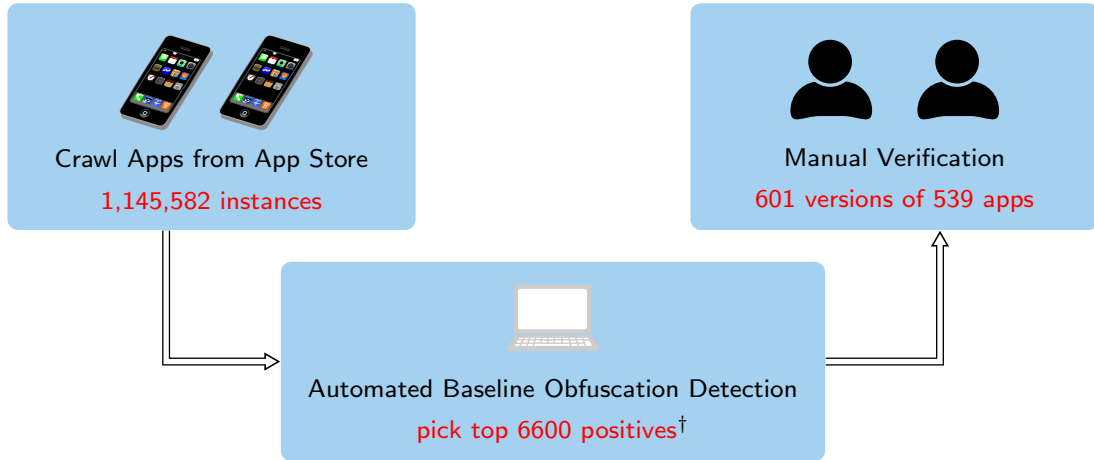 Crawl Apps from App Store
1,145,582 instances
Manual Verification
601 versions of 539 apps
Automated Baseline Obfuscation Detection
pick top 6600 positives†